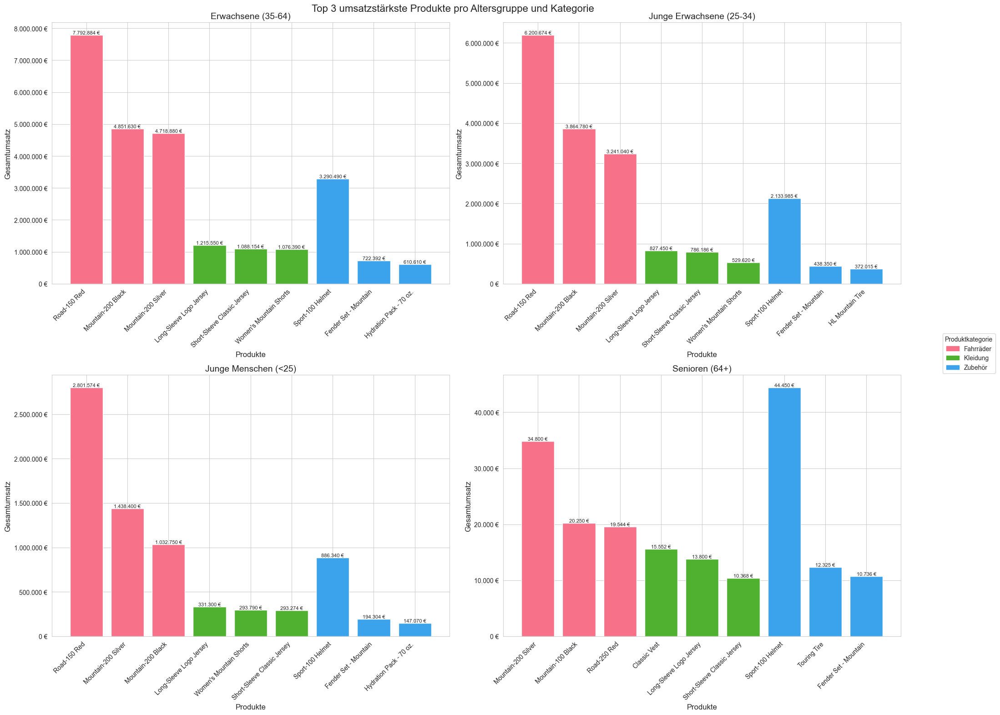 Top 3 umsatzstärkste Produkte pro Altersgruppe und Kategorie
Erwachsene (35-64)
Gesamtumsatz
8.000.000 €
7.000.000 €
6.000.000 €
5.000.000 €
4.000.000 €
3.000.000 €
2.000.000 €
1.000.000 €
0 €
7.792.884 €
4.851.630 €
4.718.880 €
1.215.550 €
1.088.154 €
1.076.390 €
3.290.490 €
722.392 €
610.610 €
Road-150 Red
Mountain-200 Black
Mountain-200 Silver
Long-Sleeve Logo Jersey
Short-Sleeve Classic Jersey
Women's Mountain Shorts
Sport-100 Helmet
Fender Set - Mountain
Hydration Pack - 70 oz.
Produkte
Junge Erwachsene (25-34)
Gesamtumsatz
6.000.000 €
5.000.000 €
4.000.000 €
3.000.000 €
2.000.000 €
1.000.000 €
0 €
6.200.674 €
3.864.780 €
3.241.040 €
827.450 €
786.186 €
529.620 €
2.133.985 €
438.350 €
372.015 €
Road-150 Red
Mountain-200 Black
Mountain-200 Silver
Long-Sleeve Logo Jersey
Short-Sleeve Classic Jersey
Women's Mountain Shorts
Sport-100 Helmet
Fender Set - Mountain
HL Mountain Tire
Produkte
Produktkategorie
Fahrräder
Kleidung
Zubehör
Junge Menschen (<25)
Gesamtumsatz
2.500.000 €
2.000.000 €
1.500.000 €
1.000.000 €
500.000 €
0 €
2.801.574 €
1.438.400 €
1.032.750 €
331.300 €
293.790 €
293.274 €
886.340 €
194.304 €
147.070 €
Road-150 Red
Mountain-200 Silver
Mountain-200 Black
Long-Sleeve Logo Jersey
Women's Mountain Shorts
Short-Sleeve Classic Jersey
Sport-100 Helmet
Fender Set - Mountain
Hydration Pack - 70 oz.
Produkte
Senioren (64+)
Gesamtumsatz
40.000 €
30.000 €
20.000 €
10.000 €
0 €
34.800 €
20.250 €
19.544 €
15.552 €
13.800 €
10.368 €
44.450 €
12.325 €
10.736 €
Mountain-200 Silver
Mountain-100 Black
Road-250 Red
Classic Vest
Long-Sleeve Logo Jersey
Short-Sleeve Classic Jersey
Sport-100 Helmet
Touring Tire
Fender Set - Mountain
Produkte